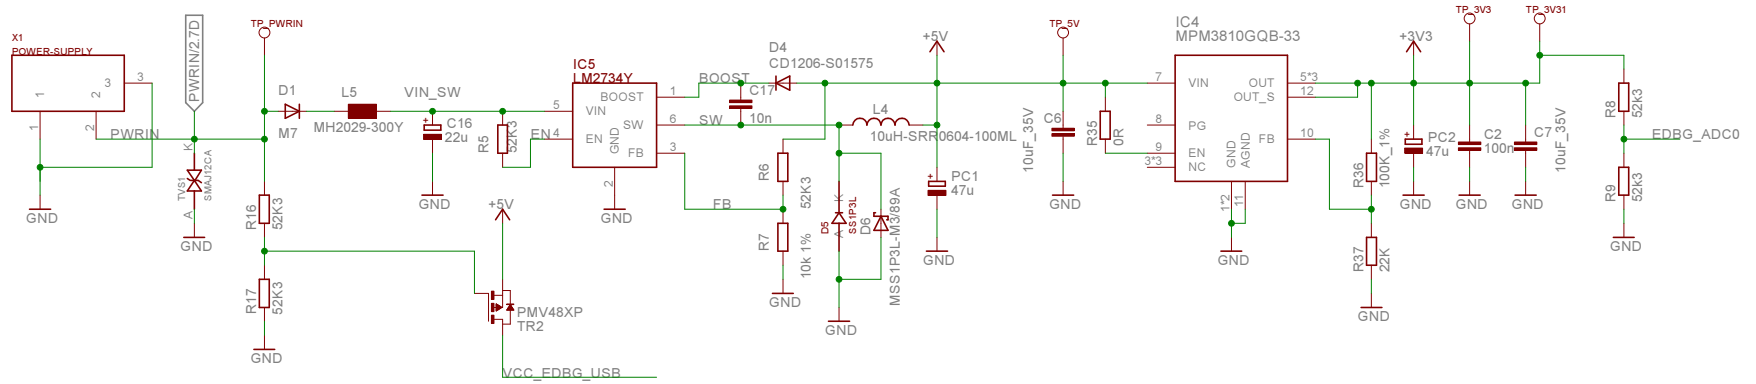 X1
POWER-SUPPLY
3
3
1
2
1
2
PWRIN
GND
PWRIN/2.7D
K
TVS1
SMAJ12CA
A
GND
TP_PWRIN
D1
M7
L5
MH2029-300Y
VIN_SW
C16
22u
GND
R5
52K3
EN
R16
52K3
R17
52K3
GND
+5V
PMV48XP
TR2
VCC_EDBG_USB
IC5
LM2734Y
5
VIN
4
EN
BOOST
1
SW
6
FB
3
GND
2
GND
BOOST
SW
FB
D4
CD1206-S01575
C17
10n
R6
52K3
R7
10k 1%
GND
L4
10uH-SRR0604-100ML
K
D5
SS1P3L
A
D6
MSS1P3L-M3/89A
GND
+5V
PC1
47u
GND
TP_5V
C6
10uF_35V
GND
R35
0R
IC4
MPM3810GQB-33
7
VIN
8
PG
9
EN
3*3
NC
OUT
5*3
OUT_S
12
FB
10
GND
AGND
1*2
11
GND
R36
100K_1%
R37
22K
GND
+3V3
PC2
47u
GND
TP_3V3
C2
100n
GND
TP_3V31
C7
10uF_35V
GND
R8
52k3
EDBG_ADC0
R9
52k3
GND